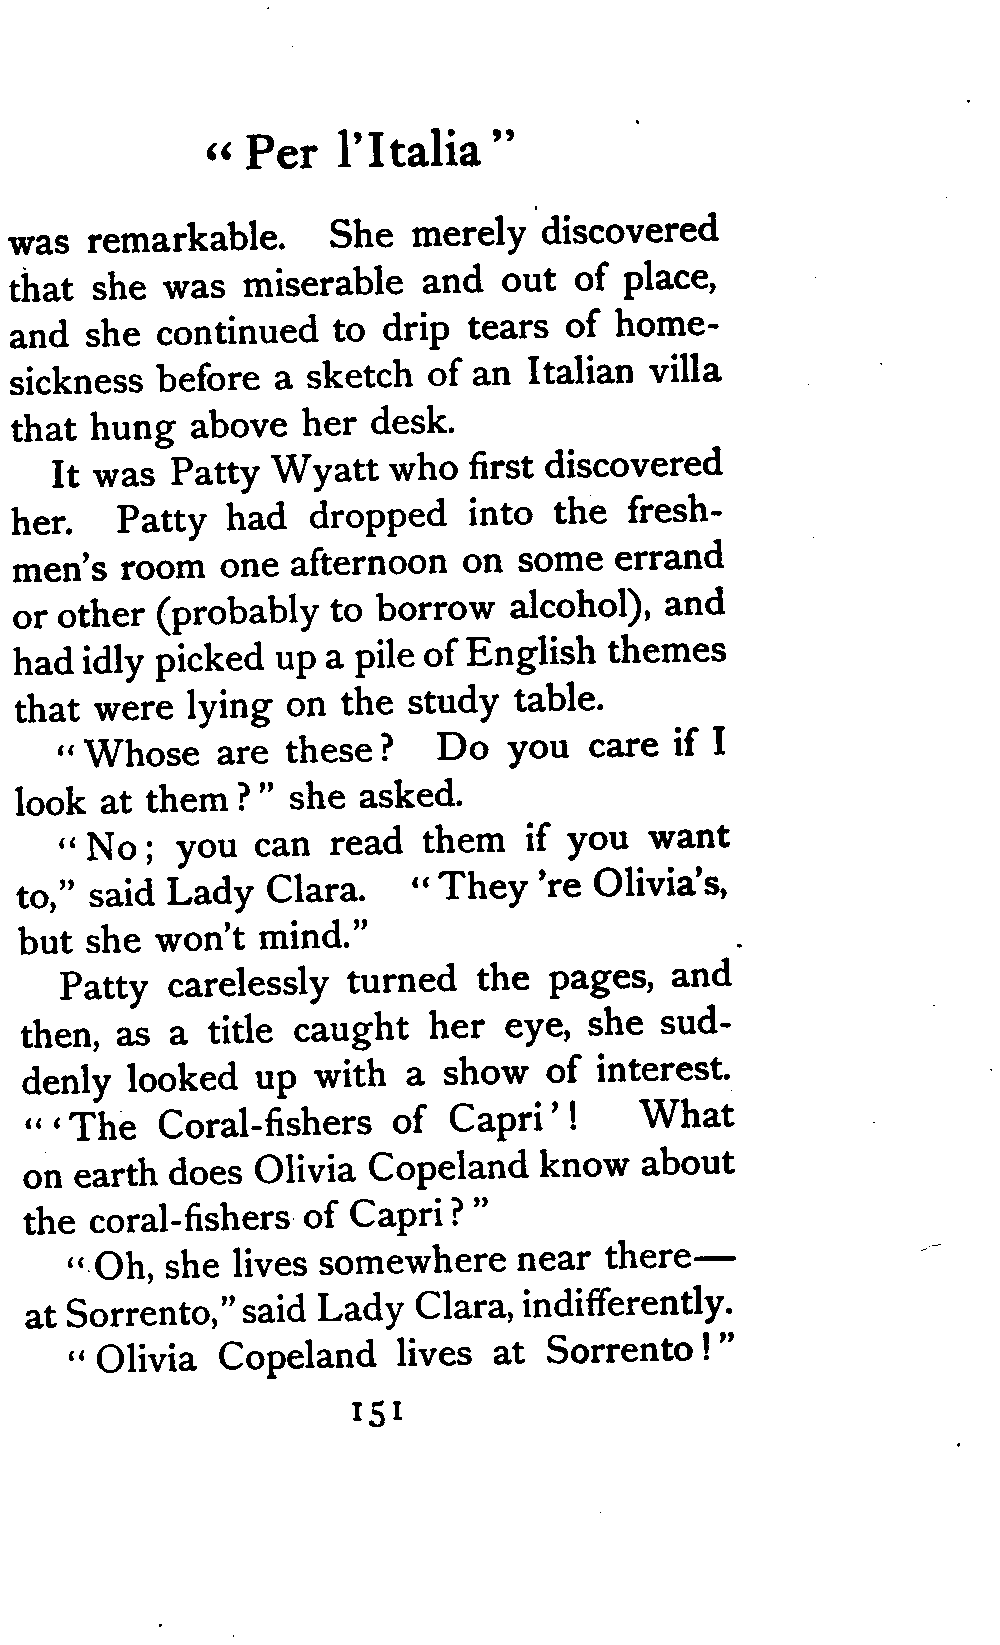 “ Per l'Italia ”
was remarkable. She merely discovered
that she was miserable and out of place,
and she continued to drip tears of home-
sickness before a sketch of an Italian villa
that hung above her desk.
It was Patty Wyatt who first discovered
her. Patty had dropped into the fresh-
men's room one afternoon on some errand
or other (probably to borrow alcohol), and
had idly picked up a pile of English themes
that were lying on the study table.
“ Whose are these? Do you care if I
look at them ? ” she asked.
“ No ; you can read them if you want
to,” said Lady Clara. “ They 're Olivia's,
but she won't mind.”
Patty carelessly turned the pages, and
then, as a title caught her eye, she sud-
denly looked up with a show of interest.
“ ‘ The Coral-fishers of Capri ’ ! What
on earth does Olivia Copeland know about
the coral-fishers of Capri ? ”
“ Oh, she lives somewhere near there—
at Sorrento,” said Lady Clara, indifferently.
“ Olivia Copeland lives at Sorrento ! ”
151